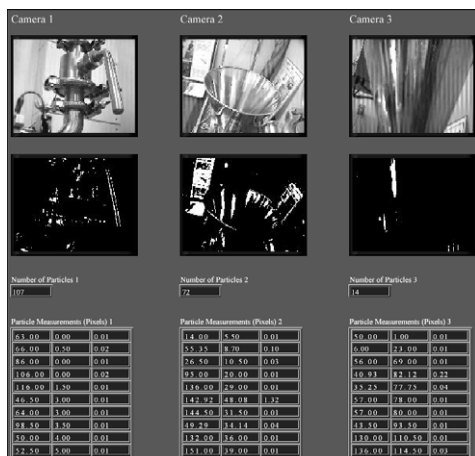 Camera 1 Camera 2 Camera 3
Number of Particles 1 Number of Particles 2 Number of Particles 3
107 72 14
Particle Measurements (Pixels) 1 Particle Measurements (Pixels) 2 Particle Measurements (Pixels) 3
63.00 0.00 0.01 14.00 5.50 0.01 50.00 1.00 0.01
66.00 0.50 0.02 55.35 8.70 0.10 6.00 23.00 0.01
86.00 0.00 0.01 26.50 10.50 0.03 56.00 69.00 0.01
106.00 0.00 0.02 95.00 20.00 0.01 40.93 82.12 0.22
116.00 1.50 0.01 136.00 29.00 0.01 35.25 77.75 0.04
46.50 3.00 0.01 142.92 48.08 1.32 57.00 78.00 0.01
64.00 3.00 0.01 144.50 31.50 0.01 57.00 80.00 0.01
98.50 3.50 0.01 49.29 34.14 0.04 43.50 93.50 0.01
50.00 4.00 0.01 132.00 36.00 0.01 130.00 110.50 0.01
52.50 5.00 0.01 151.00 39.00 0.01 136.00 114.50 0.03